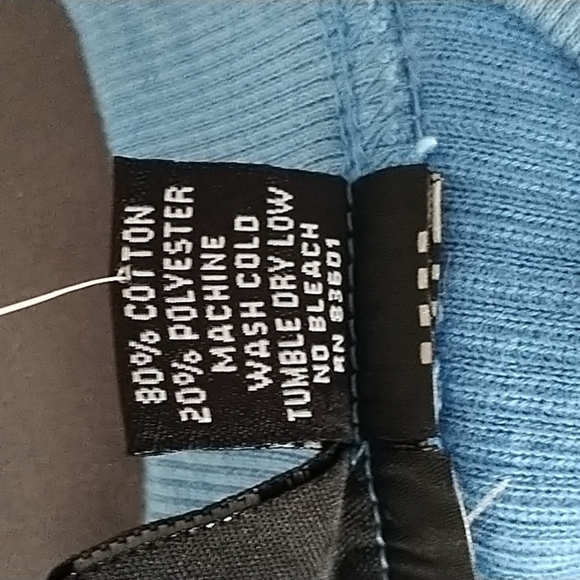 80% COTTON
20% POLYESTER
MACHINE
WASH COLD
TUMBLE DRY LOW
NO BLEACH
RN 83501